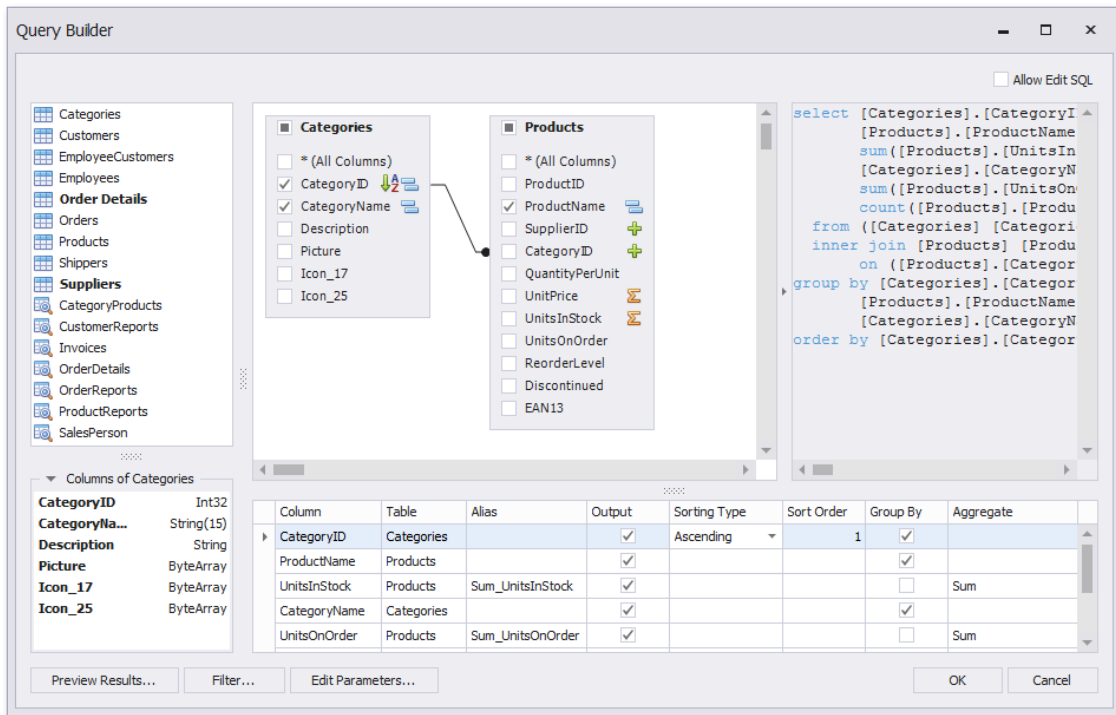 Query Builder
Allow Edit SQL
Categories
Customers
EmployeeCustomers
Employees
Order Details
Orders
Products
Shippers
Suppliers
CategoryProducts
CustomerReports
Invoices
OrderDetails
OrderReports
ProductReports
SalesPerson
Categories
* (All Columns)
CategoryID
CategoryName
Description
Picture
Icon_17
Icon_25
Products
* (All Columns)
ProductID
ProductName
SupplierID
CategoryID
QuantityPerUnit
UnitPrice
UnitsInStock
UnitsOnOrder
ReorderLevel
Discontinued
EAN13
select [Categories].[CategoryI
[Products].[ProductName
sum([Products].[UnitsIn
[Categories].[CategoryN
sum([Products].[UnitsOn
count([Products].[Produ
from ([Categories] [Categori
inner join [Products] [Produ
on ([Products].[Categor
group by [Categories].[Categor
[Products].[ProductName
[Categories].[CategoryN
order by [Categories].[Categor
Columns of Categories
CategoryID Int32
CategoryNa... String(15)
Description String
Picture ByteArray
Icon_17 ByteArray
Icon_25 ByteArray
Column Table Alias Output Sorting Type Sort Order Group By Aggregate
CategoryID Categories Ascending 1
ProductName Products
UnitsInStock Products Sum_UnitsInStock Sum
CategoryName Categories
UnitsOnOrder Products Sum_UnitsOnOrder Sum
Preview Results... Filter... Edit Parameters... OK Cancel